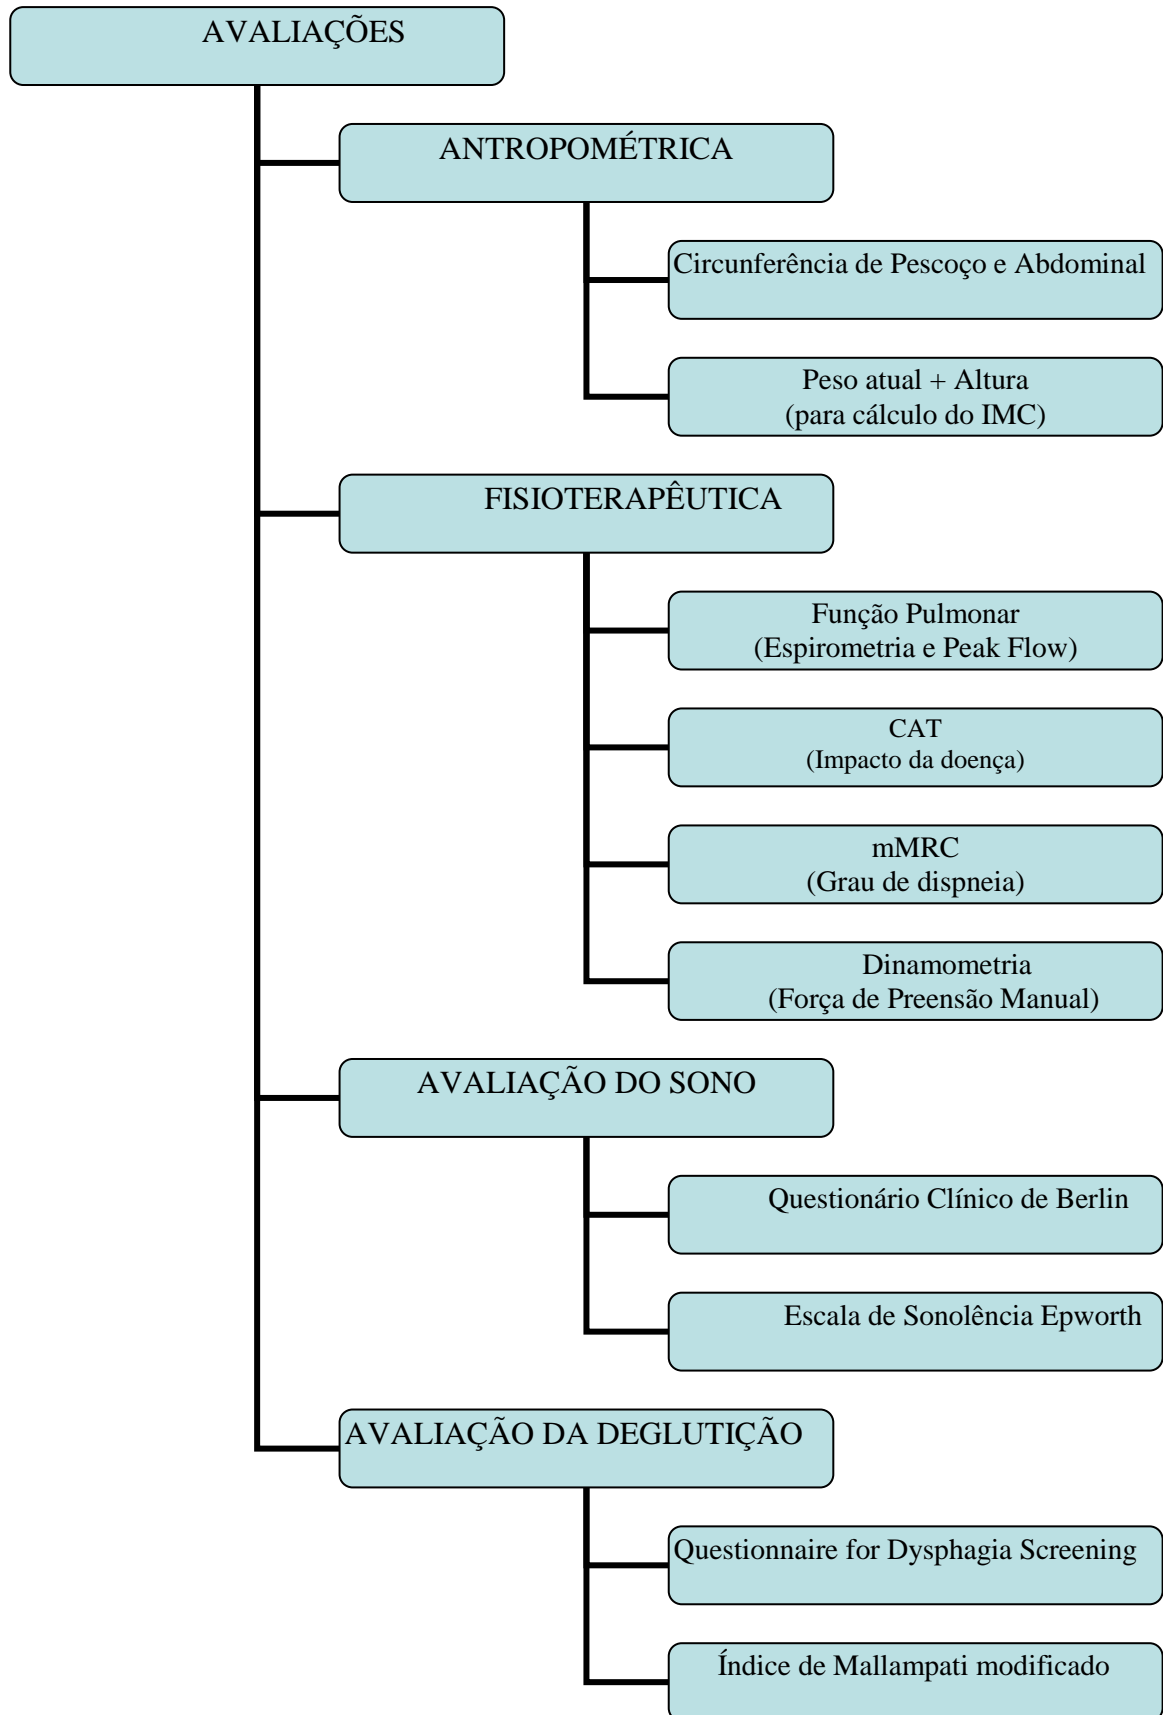 AVALIAÇÕES
ANTROPOMÉTRICA
Circunferência de Pescoço e Abdominal
Peso atual + Altura
(para cálculo do IMC)
FISIOTERAPÊUTICA
Função Pulmonar
(Espirometria e Peak Flow)
CAT
(Impacto da doença)
mMRC
(Grau de dispneia)
Dinamometria
(Força de Preensão Manual)
AVALIAÇÃO DO SONO
Questionário Clínico de Berlin
Escala de Sonolência Epworth
AVALIAÇÃO DA DEGLUTIÇÃO
Questionnaire for Dysphagia Screening
Índice de Mallampati modificado